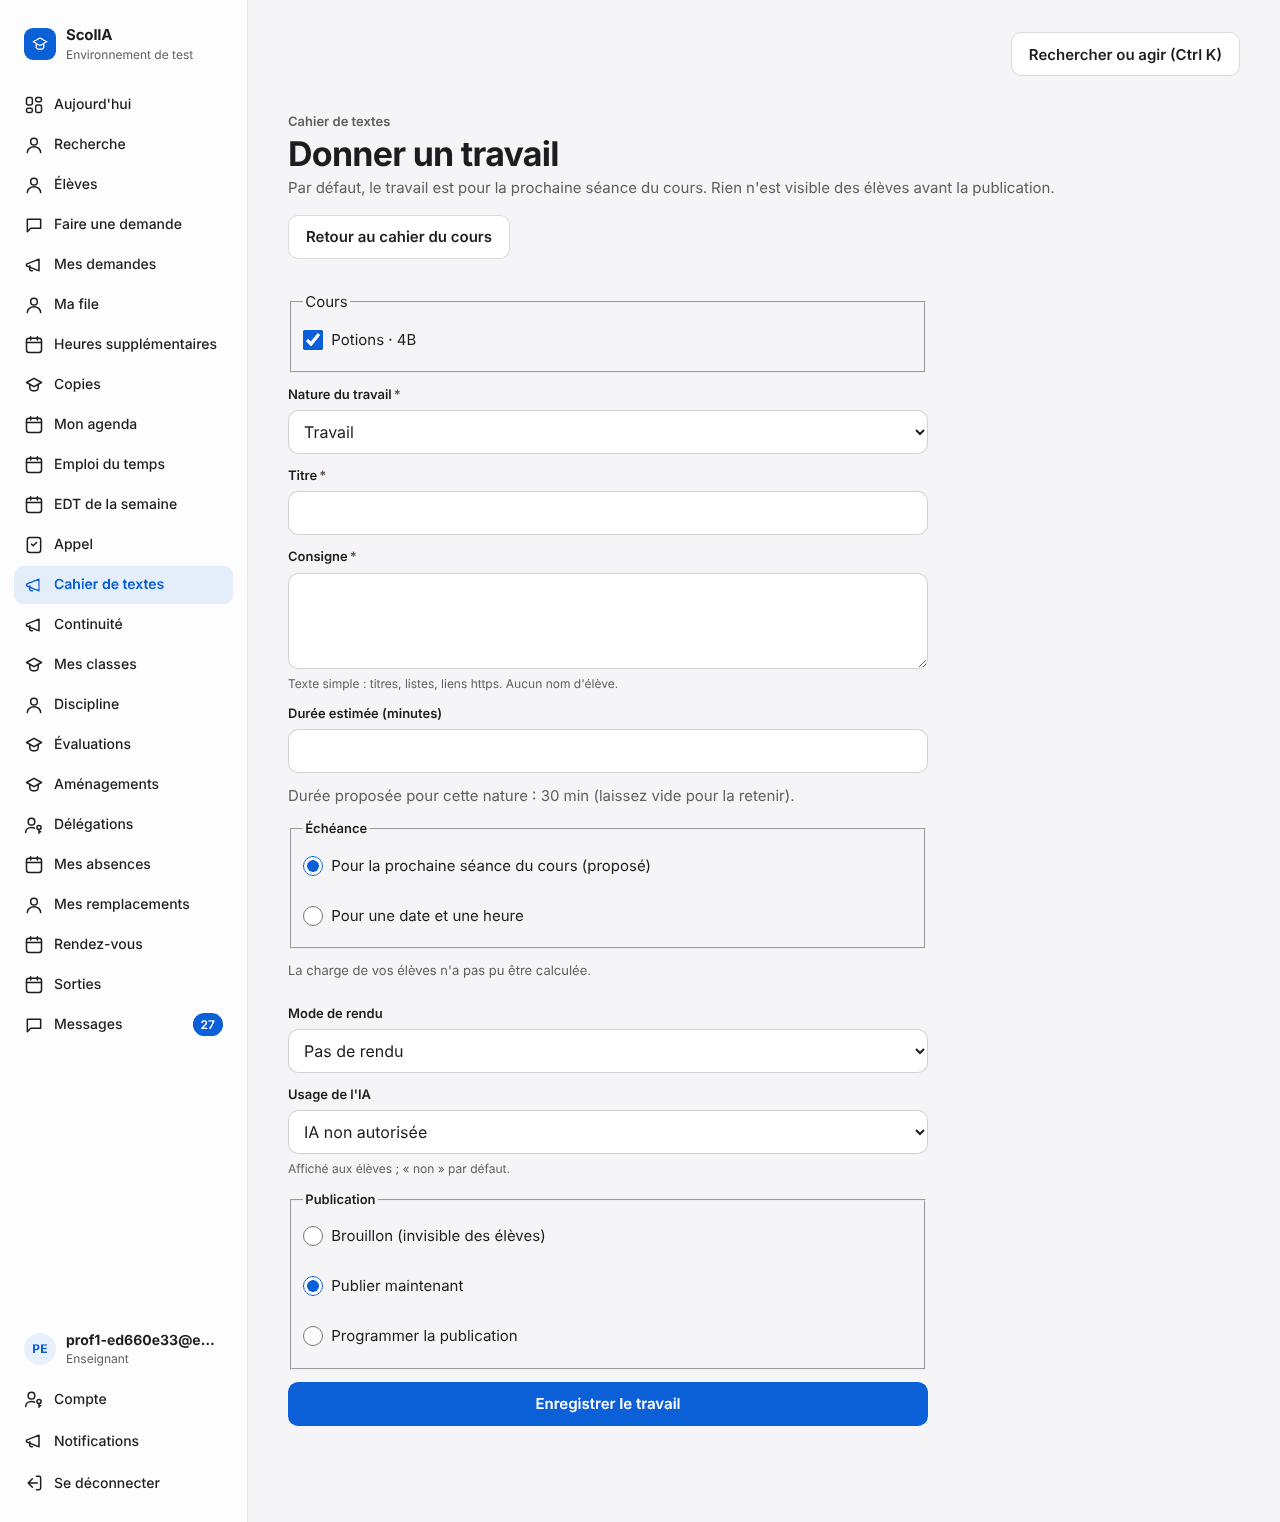 ScolIA
Environnement de test
Aujourd'hui
Recherche
Élèves
Faire une demande
Mes demandes
Ma file
Heures supplémentaires
Copies
Mon agenda
Emploi du temps
EDT de la semaine
Appel
Cahier de textes
Continuité
Mes classes
Discipline
Évaluations
Aménagements
Délégations
Mes absences
Mes remplacements
Rendez-vous
Sorties
Messages 27
PE prof1-ed660e33@e...
Enseignant
Compte
Notifications
Se déconnecter
Rechercher ou agir (Ctrl K)
Cahier de textes
Donner un travail
Par défaut, le travail est pour la prochaine séance du cours. Rien n'est visible des élèves avant la publication.
Retour au cahier du cours
Cours
Potions · 4B
Nature du travail *
Travail
Titre *
Consigne *
Texte simple : titres, listes, liens https. Aucun nom d'élève.
Durée estimée (minutes)
Durée proposée pour cette nature : 30 min (laissez vide pour la retenir).
Échéance
Pour la prochaine séance du cours (proposé)
Pour une date et une heure
La charge de vos élèves n'a pas pu être calculée.
Mode de rendu
Pas de rendu
Usage de l'IA
IA non autorisée
Affiché aux élèves ; « non » par défaut.
Publication
Brouillon (invisible des élèves)
Publier maintenant
Programmer la publication
Enregistrer le travail